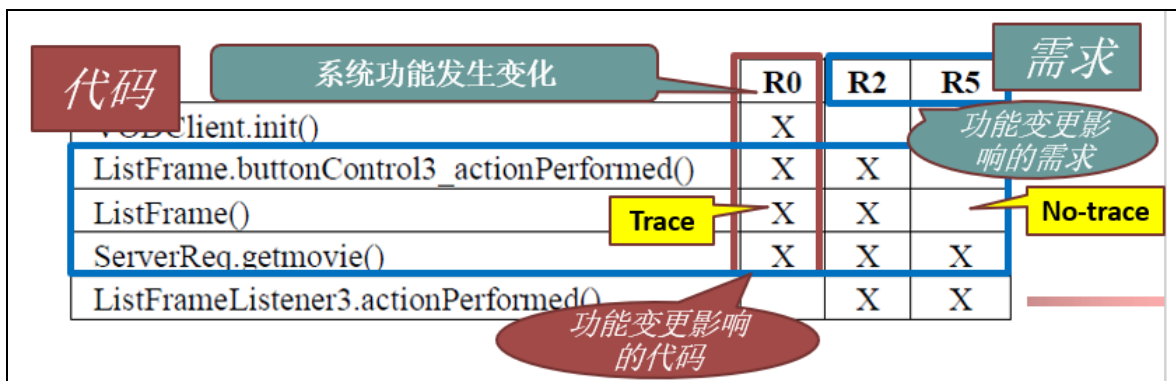 代码
系统功能发生变化
需求
R0 R2 R5
VODClient.init() X
功能变更影
响的需求
ListFrame.buttonControl3_actionPerformed() X X
ListFrame() X X
Trace
No-trace
ServerReq.getmovie() X X X
ListFrameListener3.actionPerformed() X X
功能变更影响
的代码